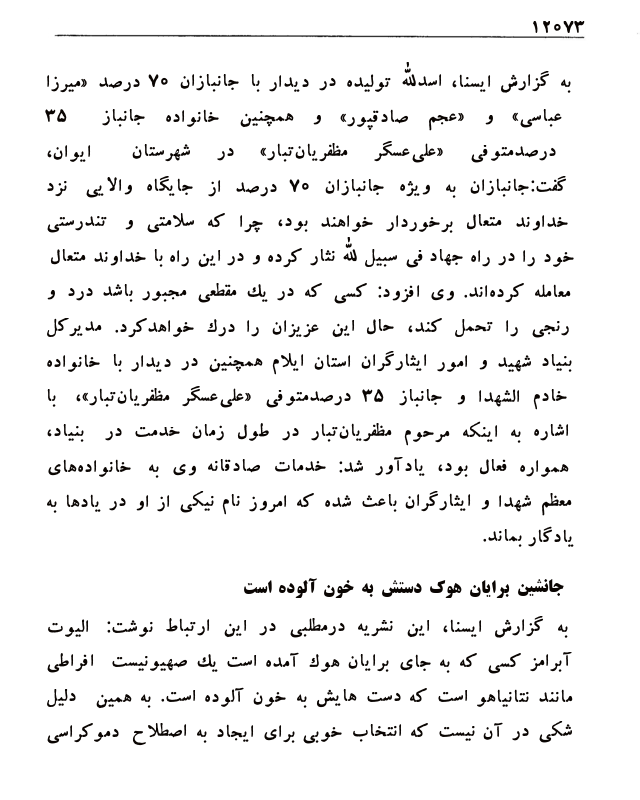 ۱۲۰۷۳
به گزارش ایسنا، اسدالله تولیده در دیدار با جانبازان ۷۰ درصد «میرزا
عباسی» و «عجم صادقپور» و همچنین خانواده جانباز ۳۵
درصدمتوفی «علی‌عسگر مظفریان‌تبار» در شهرستان ایوان،
گفت:جانبازان به ویژه جانبازان ۷۰ درصد از جایگاه والایی نزد
خداوند متعال برخوردار خواهند بود، چرا که سلامتی و تندرستی
خود را در راه جهاد فی سبیل لله نثار کرده و در این راه با خداوند متعال
معامله کرده‌اند. وی افزود: کسی که در یك مقطعی مجبور باشد درد و
رنجی را تحمل کند، حال این عزیزان را درك خواهدکرد. مدیرکل
بنیاد شهید و امور ایثارگران استان ایلام همچنین در دیدار با خانواده
خادم الشهدا و جانباز ۳۵ درصدمتوفی «علی‌عسگر مظفریان‌تبار»، با
اشاره به اینکه مرحوم مظفریان‌تبار در طول زمان خدمت در بنیاد،
همواره فعال بود، یادآور شد: خدمات صادقانه وی به خانواده‌های
معظم شهدا و ایثارگران باعث شده که امروز نام نیکی از او در یادها به
یادگار بماند.
جانشین برایان هوک دستش به خون آلوده است
به گزارش ایسنا، این نشریه درمطلبی در این ارتباط نوشت: الیوت
آبرامز کسی که به جای برایان هوك آمده است یك صهیونیست افراطی
مانند نتانیاهو است که دست هایش به خون آلوده است. به همین دلیل
شکی در آن نیست که انتخاب خوبی برای ایجاد به اصطلاح دموکراسی